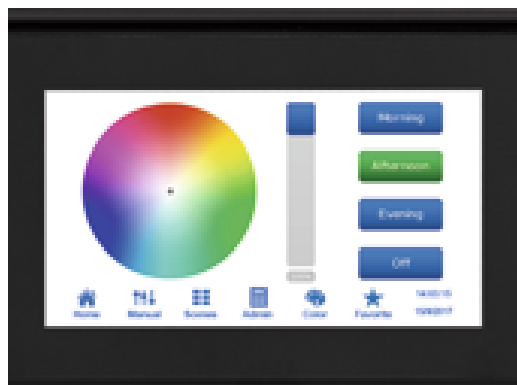 Morning
Afternoon
Evening
Off
Home
Manual
Scenes
Admin
Color
Favorite